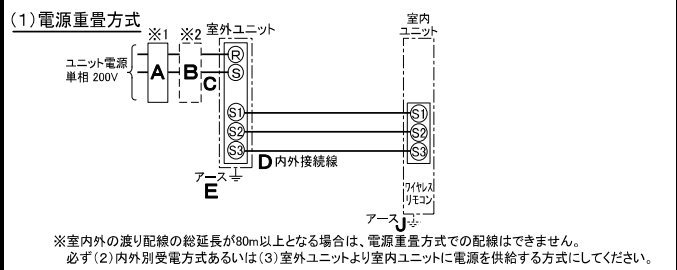 (1)電源重畳方式
※1 ※2 室外ユニット
室内
ユニット
ユニット電源
単相 200V
A
B
C
R
S
S1
S2
S3
S1
S2
S3
D 内外接続線
アース
E
ワイヤレス
リモコン
アース J
※室内外の渡り配線の総延長が80m以上となる場合は、電源重畳方式での配線はできません。
必ず(2)内外別受電方式あるいは(3)室外ユニットより室内ユニットに電源を供給する方式にしてください。